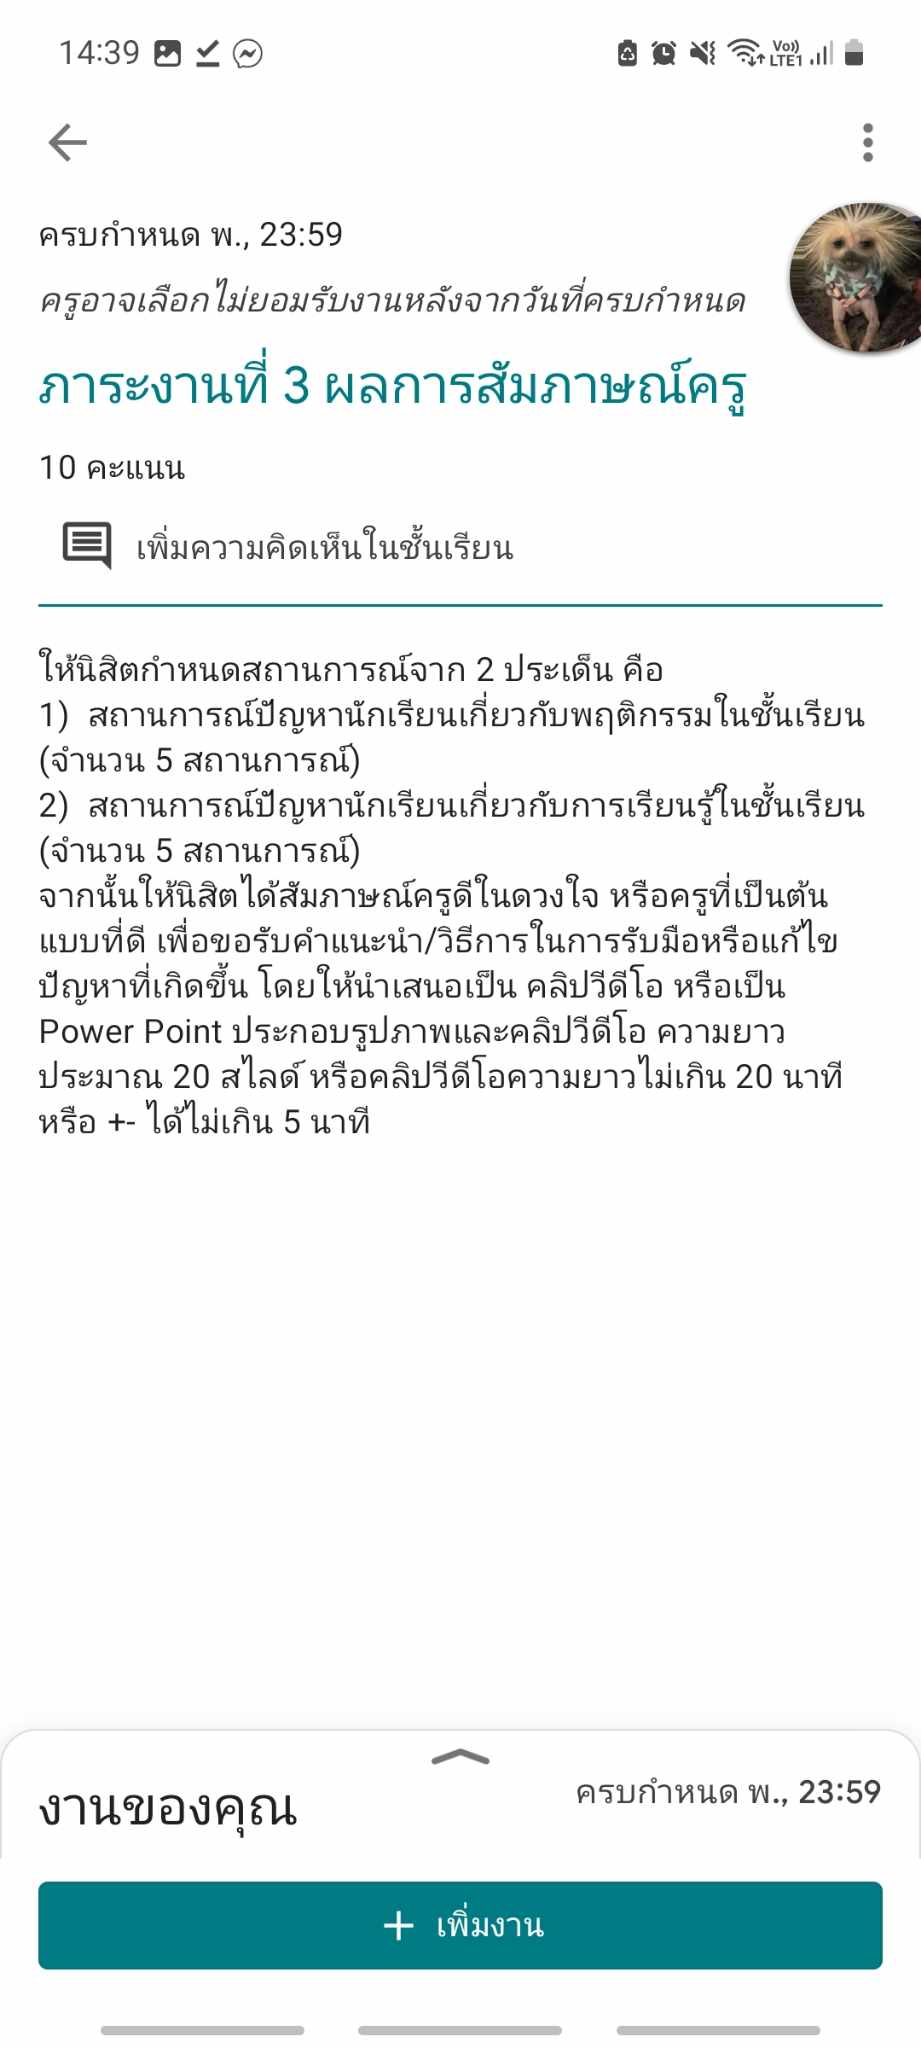 14:39
Vo))
LTE1
ครบกำหนด พ., 23:59
ครูอาจเลือกไม่ยอมรับงานหลังจากวันที่ครบกำหนด
ภาระงานที่ 3 ผลการสัมภาษณ์ครู
10 คะแนน
เพิ่มความคิดเห็นในชั้นเรียน
ให้นิสิตกำหนดสถานการณ์จาก 2 ประเด็น คือ
1)  สถานการณ์ปัญหานักเรียนเกี่ยวกับพฤติกรรมในชั้นเรียน
(จำนวน 5 สถานการณ์)
2)  สถานการณ์ปัญหานักเรียนเกี่ยวกับการเรียนรู้ในชั้นเรียน
(จำนวน 5 สถานการณ์)
จากนั้นให้นิสิตได้สัมภาษณ์ครูดีในดวงใจ หรือครูที่เป็นต้น
แบบที่ดี เพื่อขอรับคำแนะนำ/วิธีการในการรับมือหรือแก้ไข
ปัญหาที่เกิดขึ้น โดยให้นำเสนอเป็น คลิปวีดีโอ หรือเป็น
Power Point ประกอบรูปภาพและคลิปวีดีโอ ความยาว
ประมาณ 20 สไลด์ หรือคลิปวีดีโอความยาวไม่เกิน 20 นาที
หรือ +- ได้ไม่เกิน 5 นาที
งานของคุณ
ครบกำหนด พ., 23:59
+ เพิ่มงาน